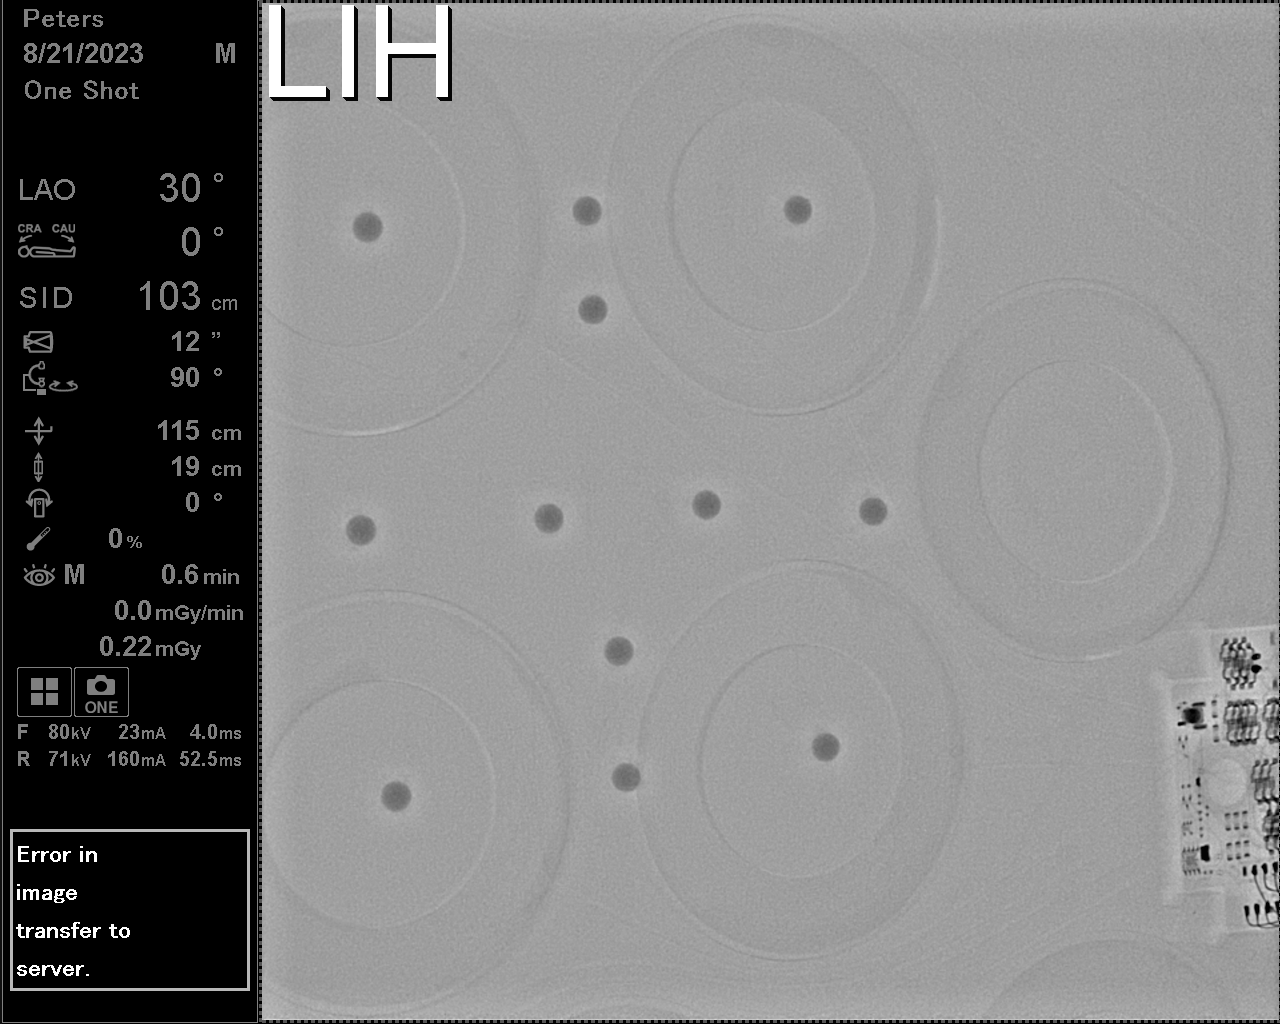 Peters
8/21/2023 M
One Shot
LIH
LAO 30 °
CRA CAU
0 °
SID 103 cm
12 ”
90 °
115 cm
19 cm
0 °
0 %
M 0.6 min
0.0 mGy/min
0.22 mGy
ONE
F 80kV 23mA 4.0ms
R 71kV 160mA 52.5ms
Error in
image
transfer to
server.